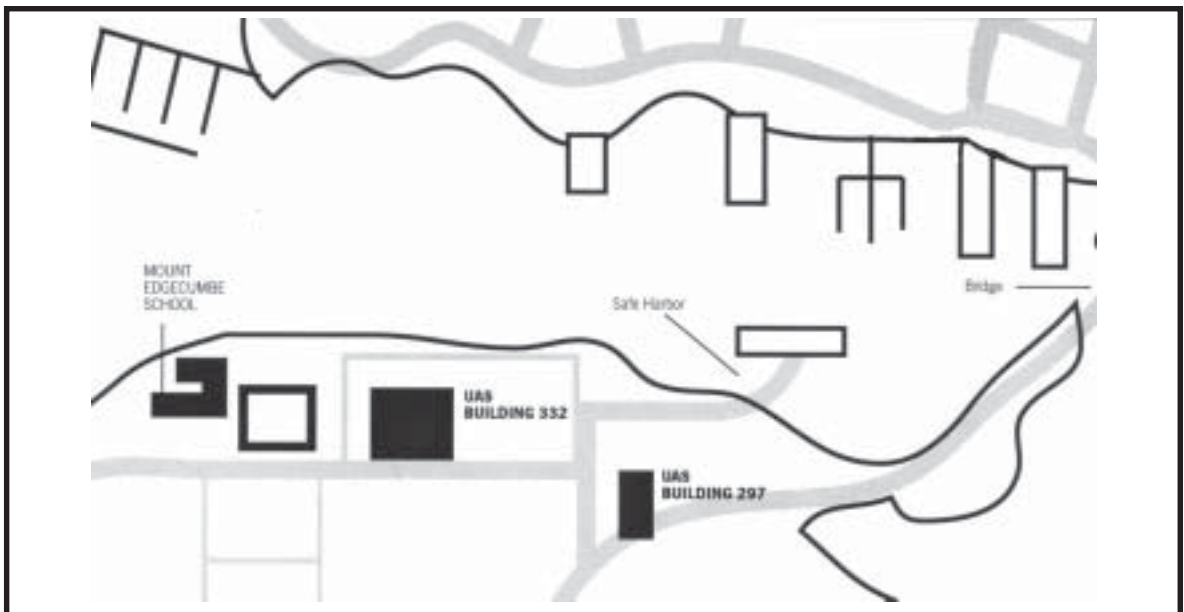 MOUNT
EDGECUMBE
SCHOOL
Safe Harbor
Bridge
UAS
BUILDING 332
UAS
BUILDING 297